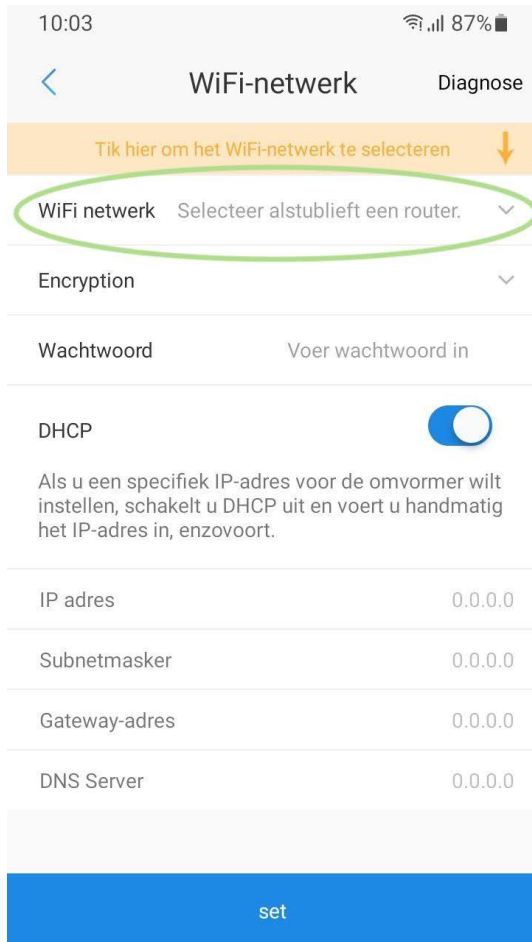 10:03 87%
WiFi-netwerk Diagnose
Tik hier om het WiFi-netwerk te selecteren
WiFi netwerk Selecteer alstublieft een router.
Encryption
Wachtwoord Voer wachtwoord in
DHCP
Als u een specifiek IP-adres voor de omvormer wilt
instellen, schakelt u DHCP uit en voert u handmatig
het IP-adres in, enzovoort.
IP adres 0.0.0.0
Subnetmasker 0.0.0.0
Gateway-adres 0.0.0.0
DNS Server 0.0.0.0
set